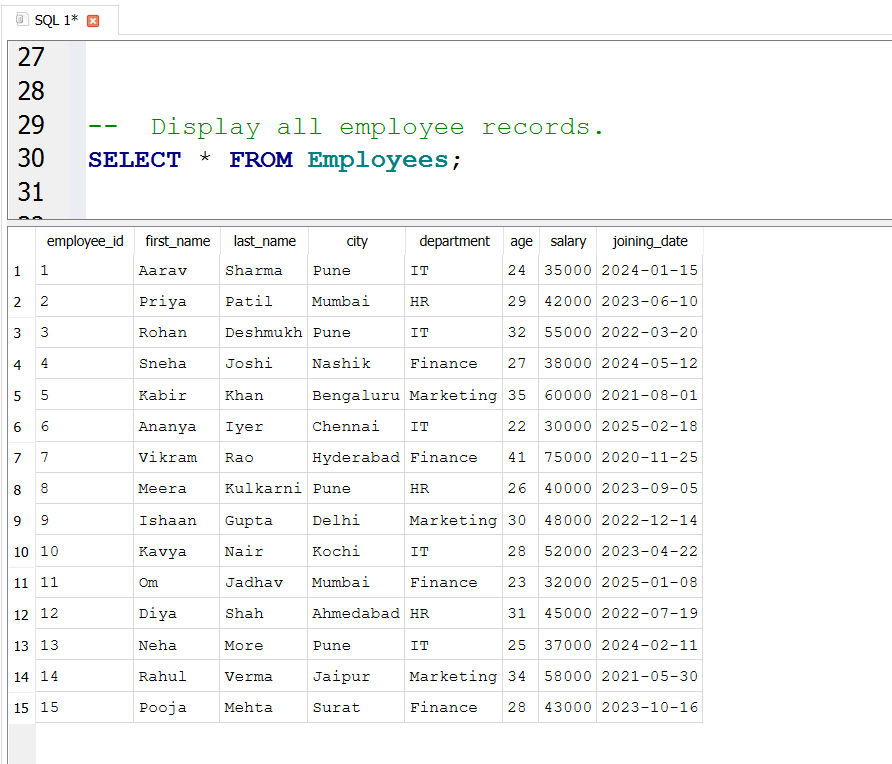 SQL 1*
27
28
29 --  Display all employee records.
30 SELECT * FROM Employees;
31
employee_id first_name last_name city department age salary joining_date
1 1 Aarav Sharma Pune IT 24 35000 2024-01-15
2 2 Priya Patil Mumbai HR 29 42000 2023-06-10
3 3 Rohan Deshmukh Pune IT 32 55000 2022-03-20
4 4 Sneha Joshi Nashik Finance 27 38000 2024-05-12
5 5 Kabir Khan Bengaluru Marketing 35 60000 2021-08-01
6 6 Ananya Iyer Chennai IT 22 30000 2025-02-18
7 7 Vikram Rao Hyderabad Finance 41 75000 2020-11-25
8 8 Meera Kulkarni Pune HR 26 40000 2023-09-05
9 9 Ishaan Gupta Delhi Marketing 30 48000 2022-12-14
10 10 Kavya Nair Kochi IT 28 52000 2023-04-22
11 11 Om Jadhav Mumbai Finance 23 32000 2025-01-08
12 12 Diya Shah Ahmedabad HR 31 45000 2022-07-19
13 13 Neha More Pune IT 25 37000 2024-02-11
14 14 Rahul Verma Jaipur Marketing 34 58000 2021-05-30
15 15 Pooja Mehta Surat Finance 28 43000 2023-10-16